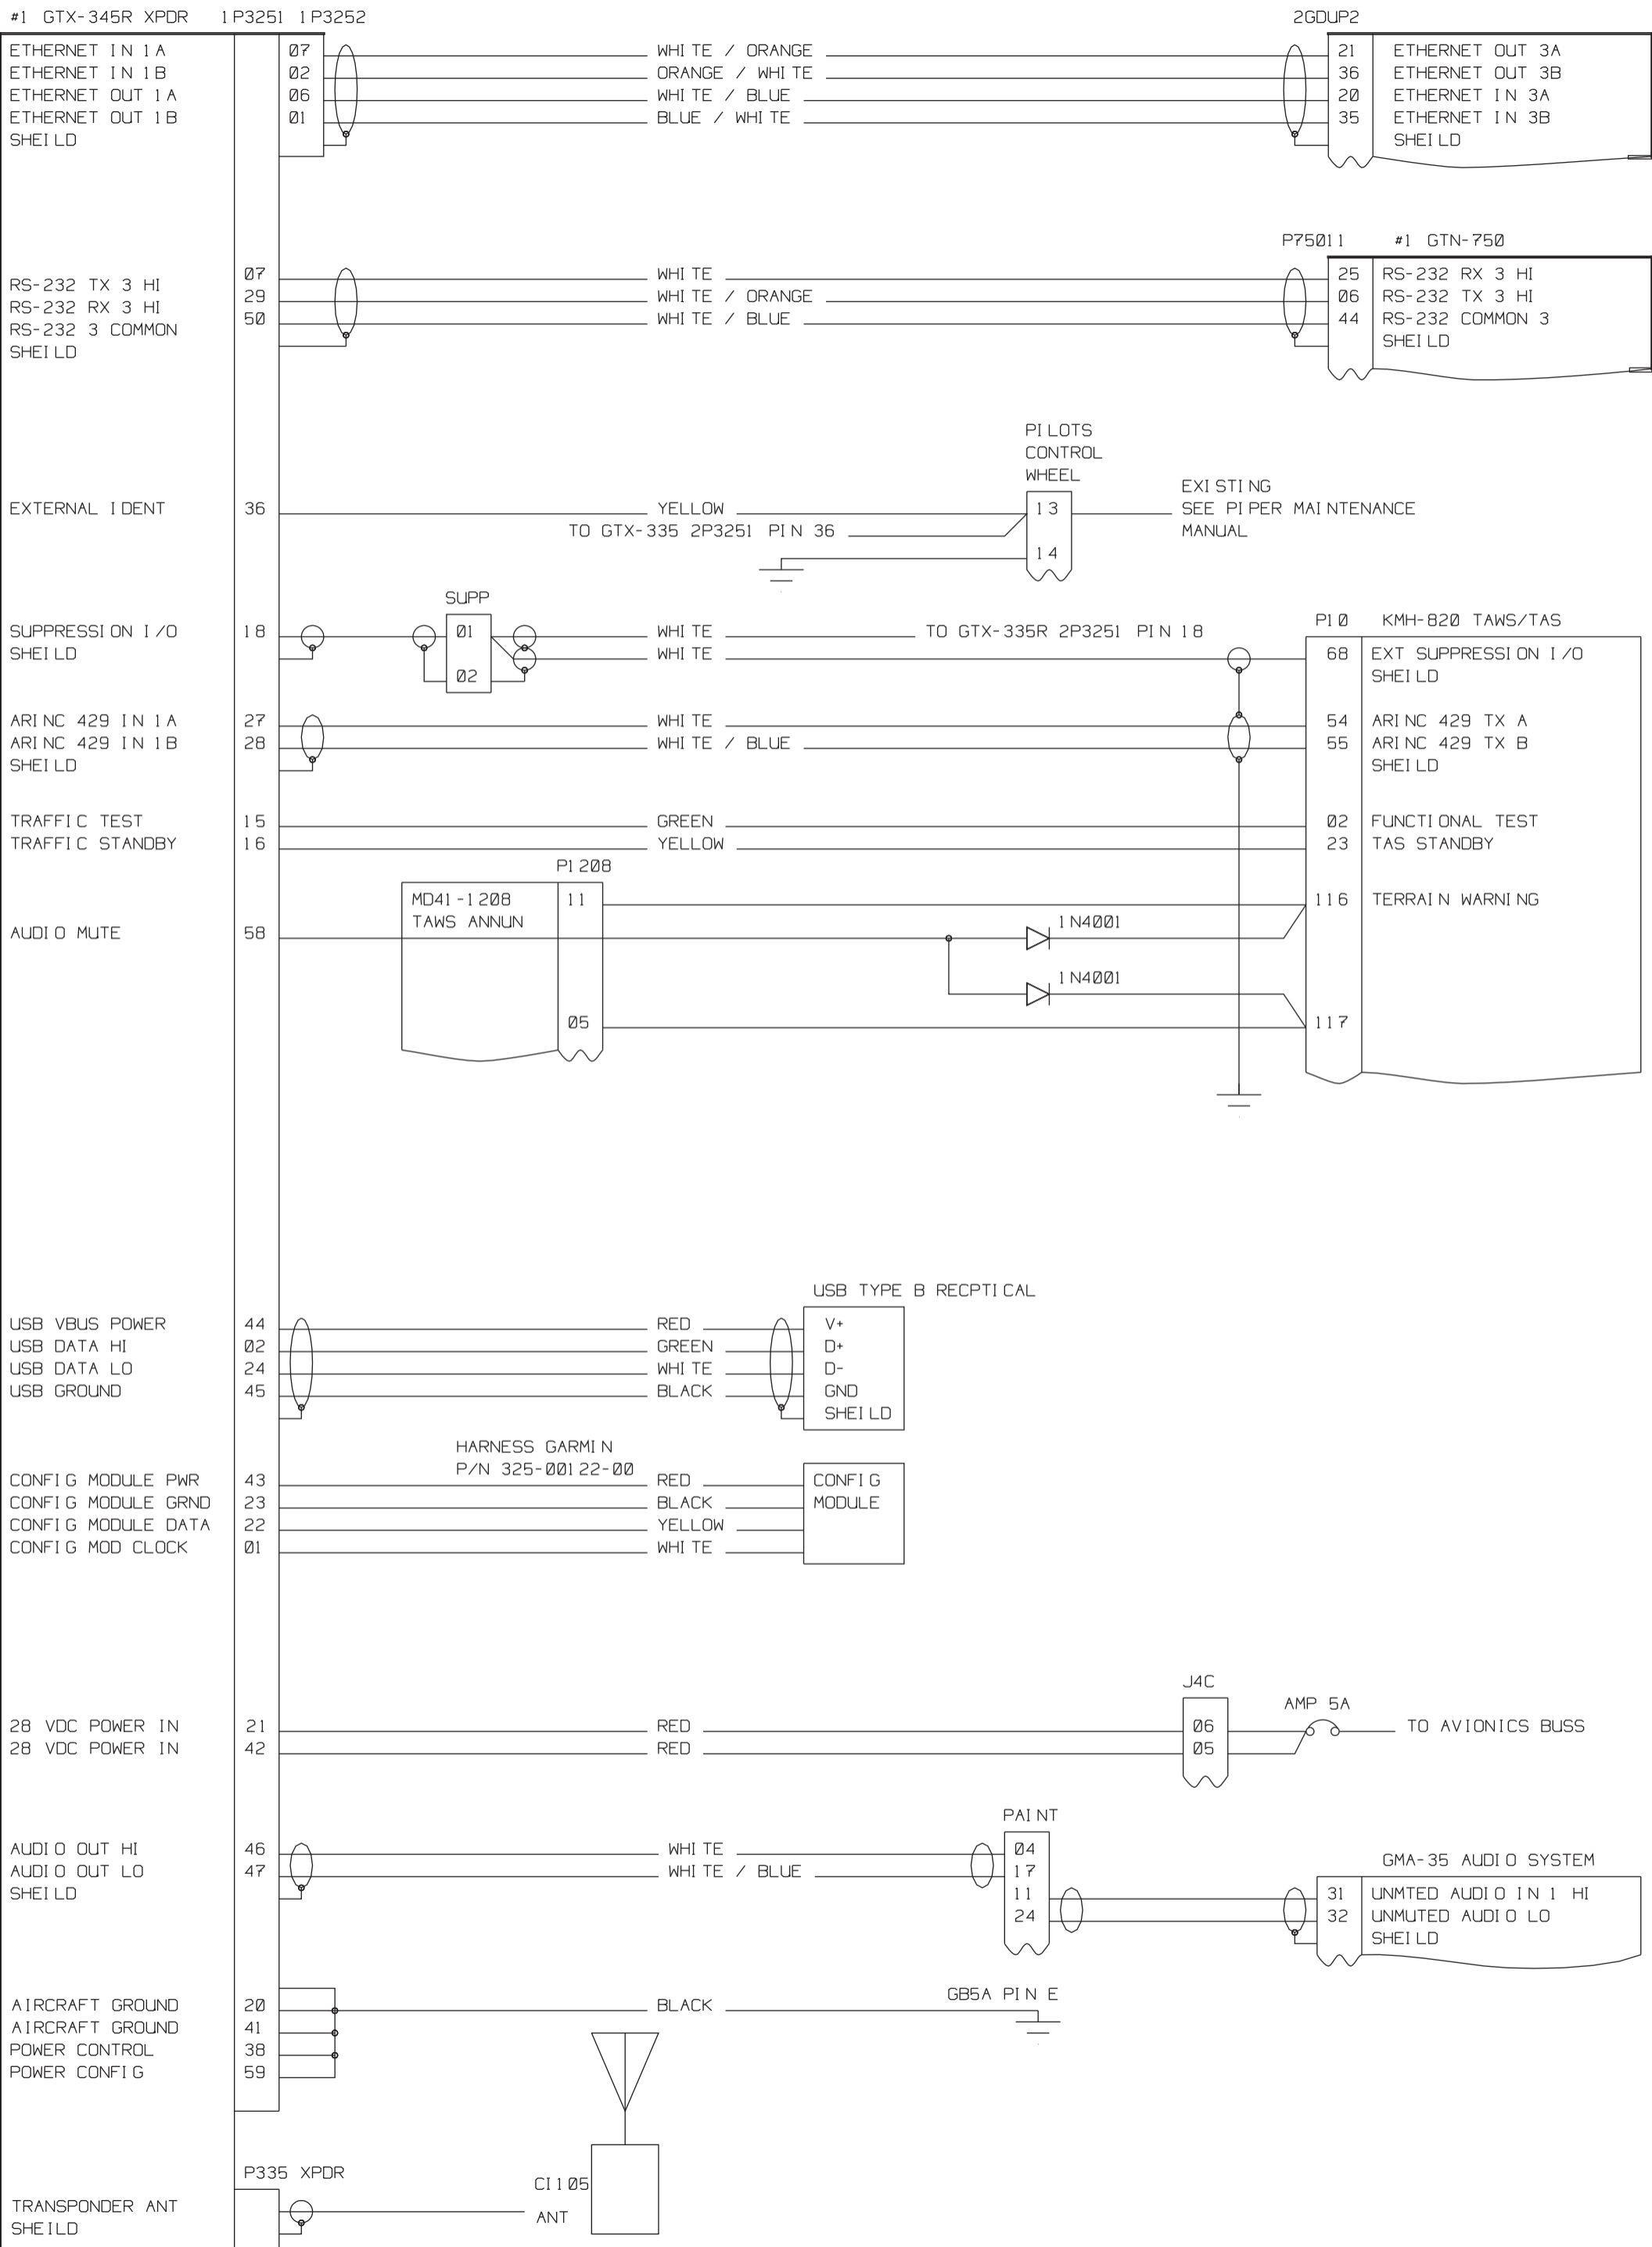 #1 GTX-345R XPDR 1P3251 1P3252 2GDUP2
ETHERNET IN 1A 07 WHITE / ORANGE 21 ETHERNET OUT 3A
ETHERNET IN 1B 02 ORANGE / WHITE 36 ETHERNET OUT 3B
ETHERNET OUT 1A 06 WHITE / BLUE 20 ETHERNET IN 3A
ETHERNET OUT 1B 01 BLUE / WHITE 35 ETHERNET IN 3B
SHEILD SHEILD
P75011 #1 GTN-750
07 WHITE 25 RS-232 RX 3 HI
RS-232 TX 3 HI
29 WHITE / ORANGE 06 RS-232 TX 3 HI
RS-232 RX 3 HI
50 WHITE / BLUE 44 RS-232 COMMON 3
RS-232 3 COMMON
SHEILD
SHEILD
PILOTS
CONTROL
WHEEL
EXISTING
EXTERNAL IDENT 36 YELLOW 13 SEE PIPER MAINTENANCE
TO GTX-335 2P3251 PIN 36 MANUAL
14
SUPP
P10 KMH-820 TAWS/TAS
SUPPRESSION I/O 18 01 WHITE TO GTX-335R 2P3251 PIN 18
SHEILD WHITE 68 EXT SUPPRESSION I/O
02 SHEILD
ARINC 429 IN 1A 27 WHITE 54 ARINC 429 TX A
ARINC 429 IN 1B 28 WHITE / BLUE 55 ARINC 429 TX B
SHEILD SHEILD
TRAFFIC TEST 15 GREEN 02 FUNCTIONAL TEST
TRAFFIC STANDBY 16 YELLOW 23 TAS STANDBY
P1208
MD41-1208 11 116 TERRAIN WARNING
TAWS ANNUN 1N4001
AUDIO MUTE 58
1N4001
05 117
USB TYPE B RECPTICAL
USB VBUS POWER 44 RED V+
USB DATA HI 02 GREEN D+
USB DATA LO 24 WHITE D-
USB GROUND 45 BLACK GND
SHEILD
HARNESS GARMIN
P/N 325-00122-00
CONFIG MODULE PWR 43 RED CONFIG
CONFIG MODULE GRND 23 BLACK MODULE
CONFIG MODULE DATA 22 YELLOW
CONFIG MOD CLOCK 01 WHITE
J4C
AMP 5A
28 VDC POWER IN 21 RED 06 TO AVIONICS BUSS
28 VDC POWER IN 42 RED 05
PAINT
AUDIO OUT HI 46 WHITE 04
GMA-35 AUDIO SYSTEM
AUDIO OUT LO 47 WHITE / BLUE 17
SHEILD 11 31 UNMTED AUDIO IN 1 HI
24 32 UNMUTED AUDIO LO
SHEILD
GB5A PIN E
AIRCRAFT GROUND 20 BLACK
AIRCRAFT GROUND 41
POWER CONTROL 38
POWER CONFIG 59
P335 XPDR
CI105
TRANSPONDER ANT
ANT
SHEILD